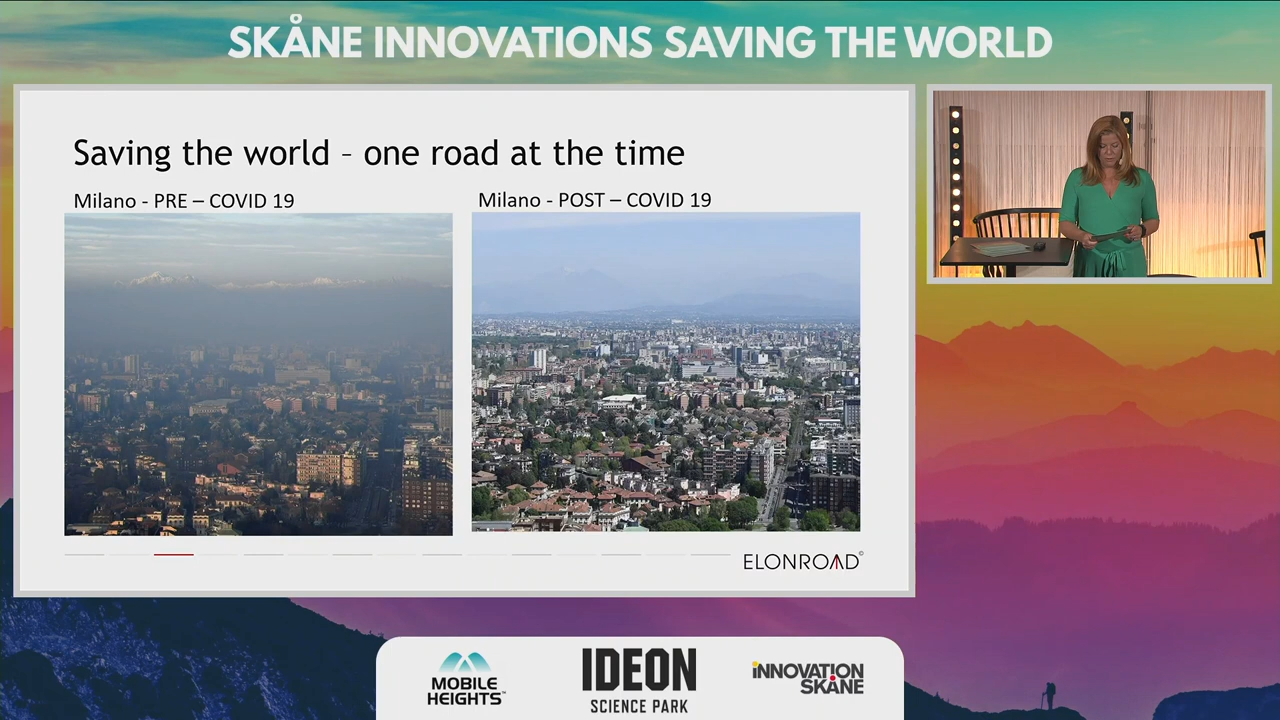 SKÅNE INNOVATIONS SAVING THE WORLD
Saving the world – one road at the time
Milano - PRE – COVID 19
Milano - POST – COVID 19
ELONROAD©
MOBILE
HEIGHTS™
IDEON
SCIENCE PARK
INNOVATION
SKÅNE